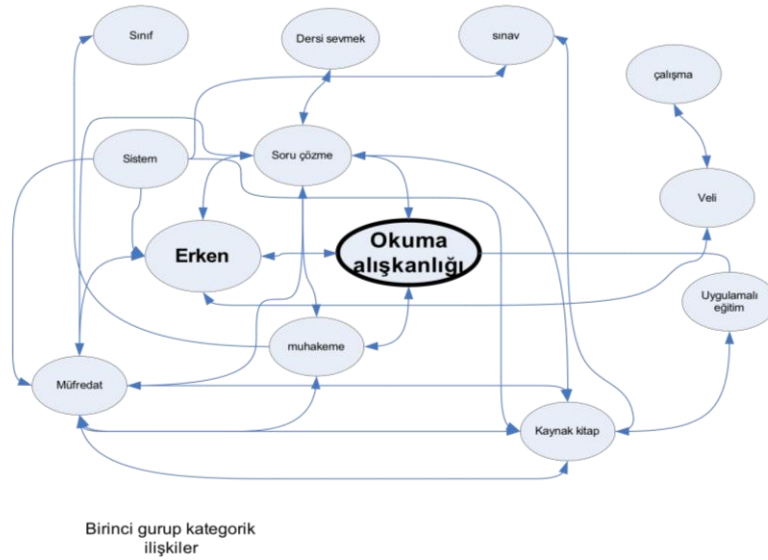 Sınıf
Dersi sevmek
sınav
çalışma
Sistem
Soru çözme
Veli
Erken
Okuma
alışkanlığı
Uygulamalı
eğitim
muhakeme
Müfredat
Kaynak kitap
Birinci gurup kategorik
ilişkiler